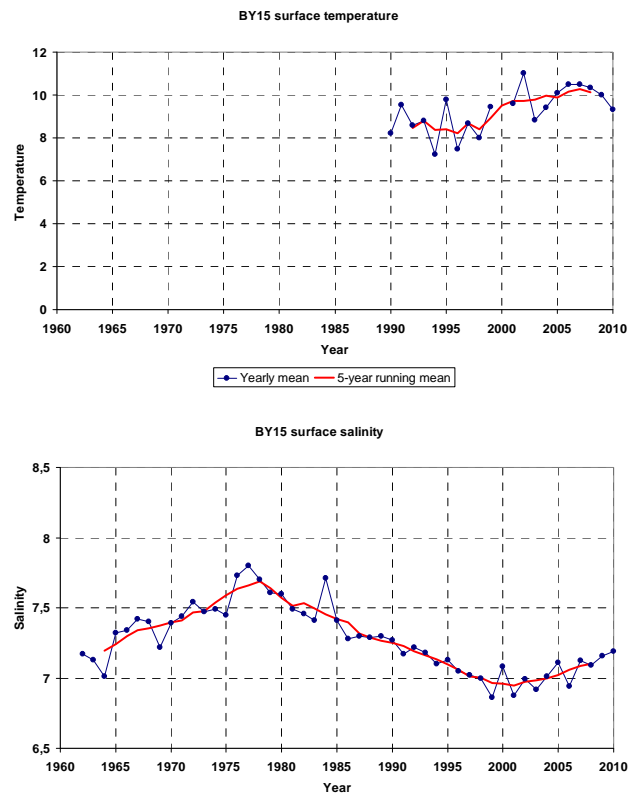 BY15 surface temperature
12
10
8
6
4
2
0
Temperature
1960 1965 1970 1975 1980 1985 1990 1995 2000 2005 2010
Year
Yearly mean 5-year running mean
BY15 surface salinity
8,5
8
7,5
7
6,5
Salinity
1960 1965 1970 1975 1980 1985 1990 1995 2000 2005 2010
Year